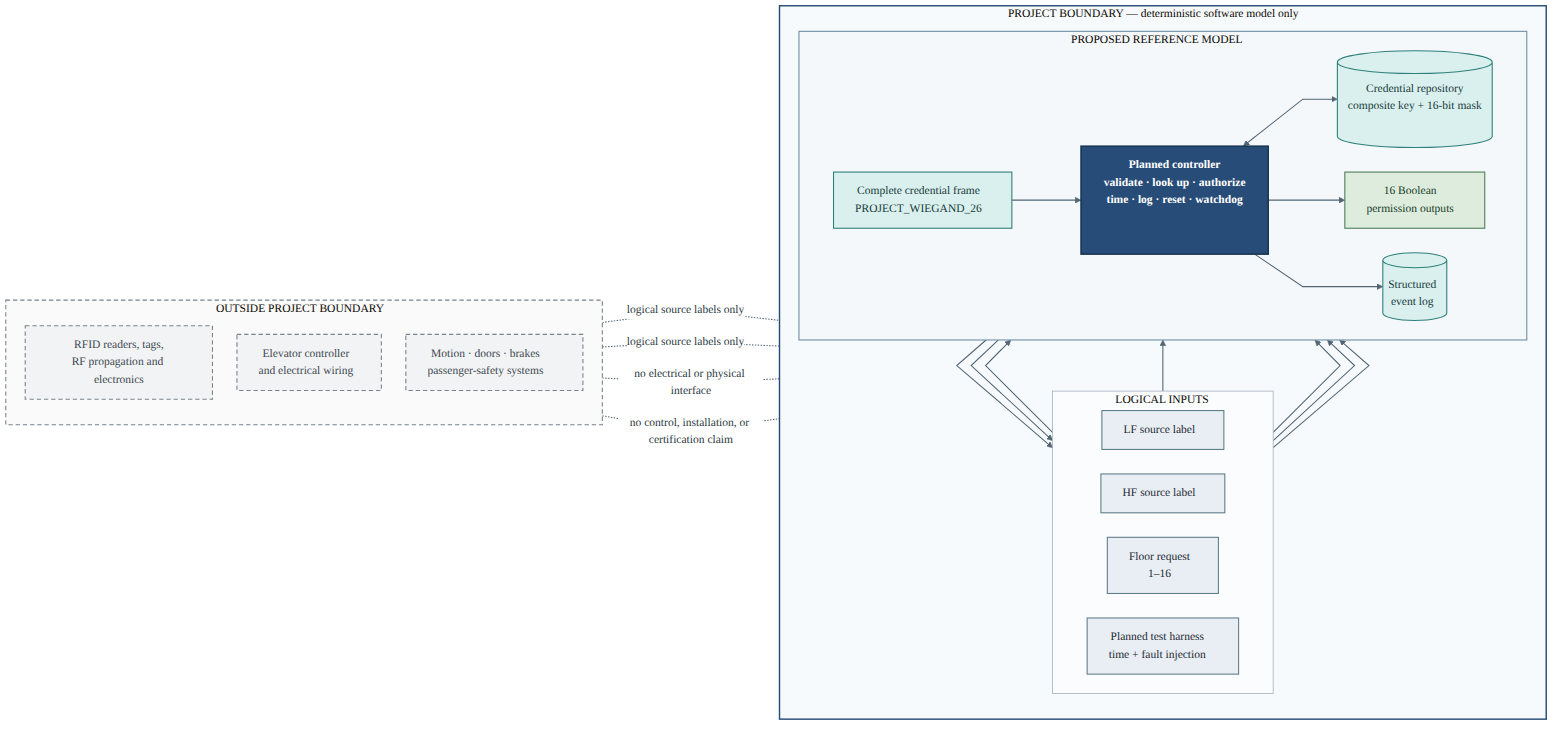 PROJECT BOUNDARY — deterministic software model only
PROPOSED REFERENCE MODEL
Credential repository
composite key + 16-bit mask
Planned controller
validate · look up · authorize
time · log · reset · watchdog
Complete credential frame
PROJECT_WIEGAND_26
16 Boolean
permission outputs
Structured
event log
OUTSIDE PROJECT BOUNDARY
RFID readers, tags,
RF propagation and
electronics
Elevator controller
and electrical wiring
Motion · doors · brakes
passenger-safety systems
logical source labels only
logical source labels only
no electrical or physical
interface
no control, installation, or
certification claim
LOGICAL INPUTS
LF source label
HF source label
Floor request
1–16
Planned test harness
time + fault injection